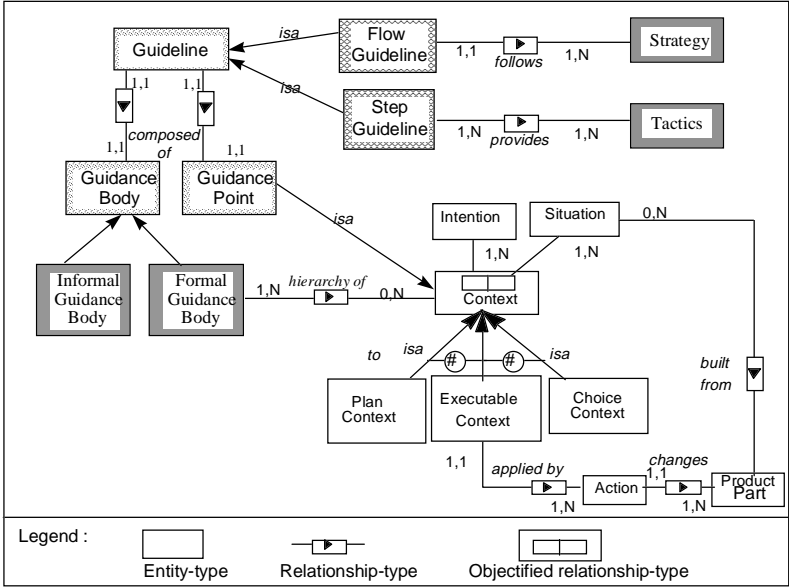 Guideline
isa
Flow
Guideline
1,1
follows
1,N
Strategy
isa
Step
Guideline
1,N
provides
1,N
Tactics
1,1
1,1
composed
of
1,1
1,1
Guidance
Body
Guidance
Point
isa
Intention
Situation
0,N
1,N
1,N
Informal
Guidance
Body
Formal
Guidance
Body
1,N
hierarchy of
0,N
Context
to
isa
#
#
isa
built
from
Plan
Context
Executable
Context
Choice
Context
1,1
applied by
1,N
Action
1,1
changes
1,N
Product
Part
Legend :
Entity-type
Relationship-type
Objectified relationship-type